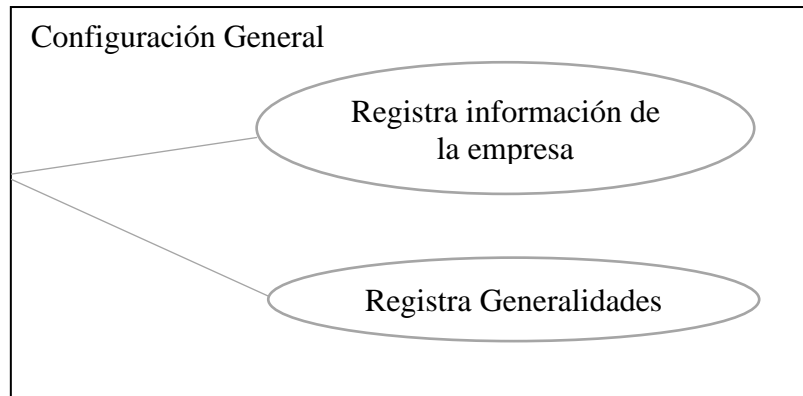 Configuración General
Registra información de
la empresa
Registra Generalidades